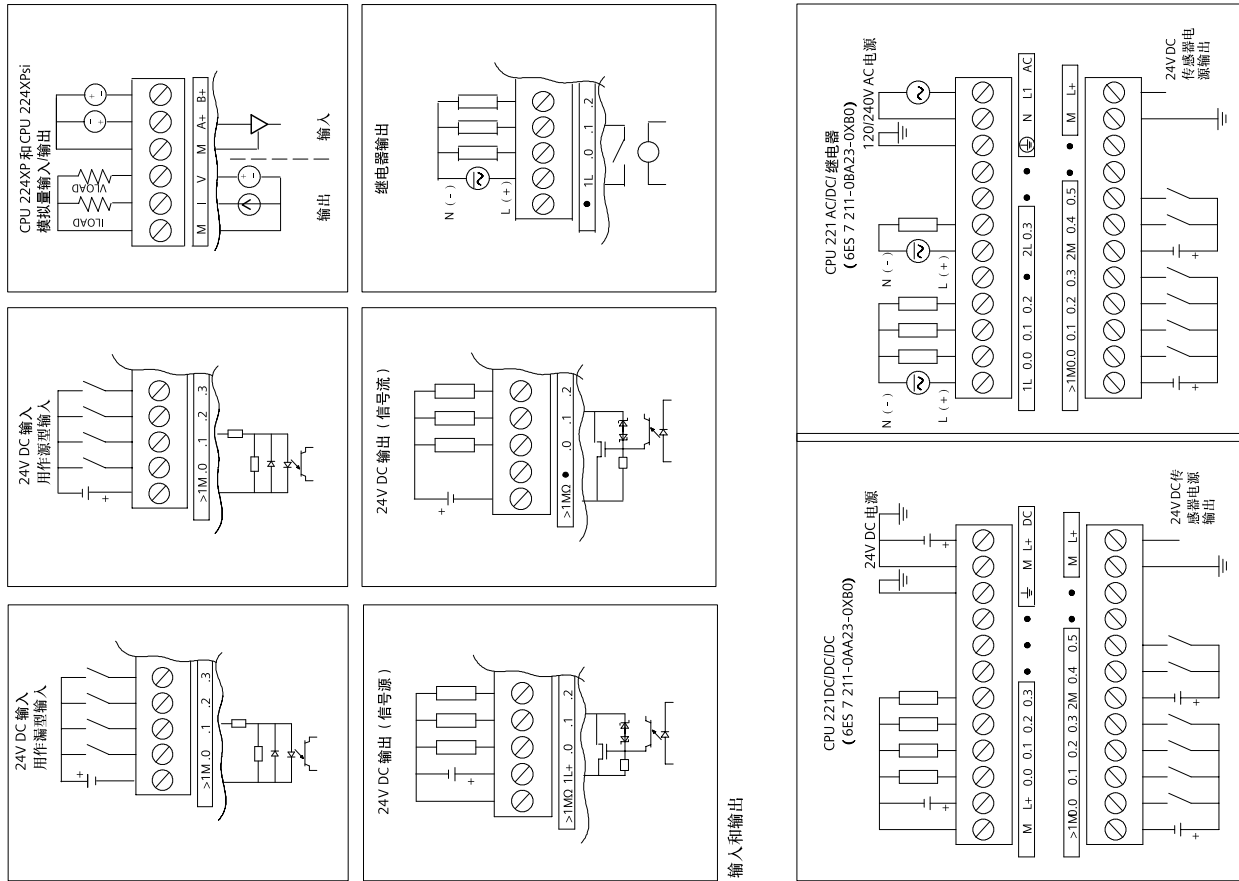 24V DC 输入
用作漏型输入
+
>1M .0 .1 .2 .3
24V DC 输入
用作源型输入
+
>1M .0 .1 .2 .3
CPU 224XP 和 CPU 224XPsi
模拟量输入/输出
ILOAD
VLOAD
+ -
+ -
M I V M A+ B+
+ -
输出
输入
24V DC 输出（信号源）
+
>1MΩ 1L+ .0 .1 .2
24V DC 输出（信号流）
+
>1MΩ ● .0 .1 .2
继电器输出
N (-)
L (+)
● 1L .0 .1 .2
输入和输出
CPU 221DC/DC/DC
(6ES 7 211-0AA23-0XB0)
24V DC 电源
+
+
M L+ 0.0 0.1 0.2 0.3 ● ● ● M L+ DC
>1M0.0 0.1 0.2 0.3 2M 0.4 0.5 ● ● M L+
+
+
24V DC传
感器电源
输出
CPU 221 AC/DC/继电器
(6ES 7 211-0BA23-0XB0)
120/240V AC 电源
N (-)
L (+)
N (-)
L (+)
1L 0.0 0.1 0.2 ● 2L 0.3 ● ● N L1 AC
>1M0.0 0.1 0.2 0.3 2M 0.4 0.5 ● ● M L+
+
+
24V DC
传感器电
源输出